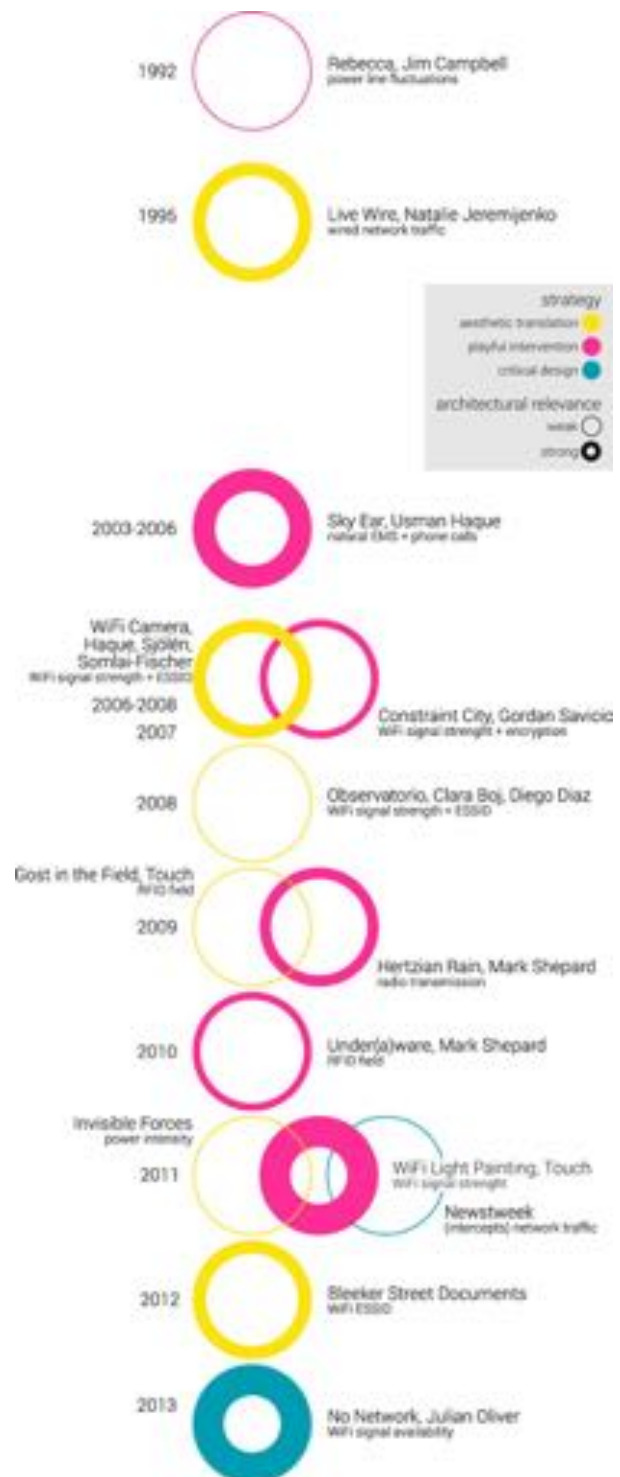 1992
Rebecca, Jim Campbell
power line fluctuations
1995
Live Wire, Natalie Jeremijenko
wired network traffic
strategy
aesthetic translation
playful intervention
critical design
architectural relevance
weak
strong
2003-2006
Sky Ear, Usman Haque
natural EMS + phone calls
WiFi Camera,
Haque, Sjölén,
Somlai-Fischer
WiFi signal strength + ESSID
2006-2008
2007
Constraint City, Gordan Savicic
WiFi signal strenght + encryption
2008
Observatorio, Clara Boj, Diego Diaz
WiFi signal strength + ESSID
Gost in the Field, Touch
RFID field
2009
Hertzian Rain, Mark Shepard
radio transmission
2010
Under(a)ware, Mark Shepard
RFID field
Invisible Forces
power intensity
2011
WiFi Light Painting, Touch
WiFi signal strenght
Newstweek
(intercepts) network traffic
2012
Bleeker Street Documents
WiFi ESSID
2013
No Network, Julian Oliver
WiFi signal availability